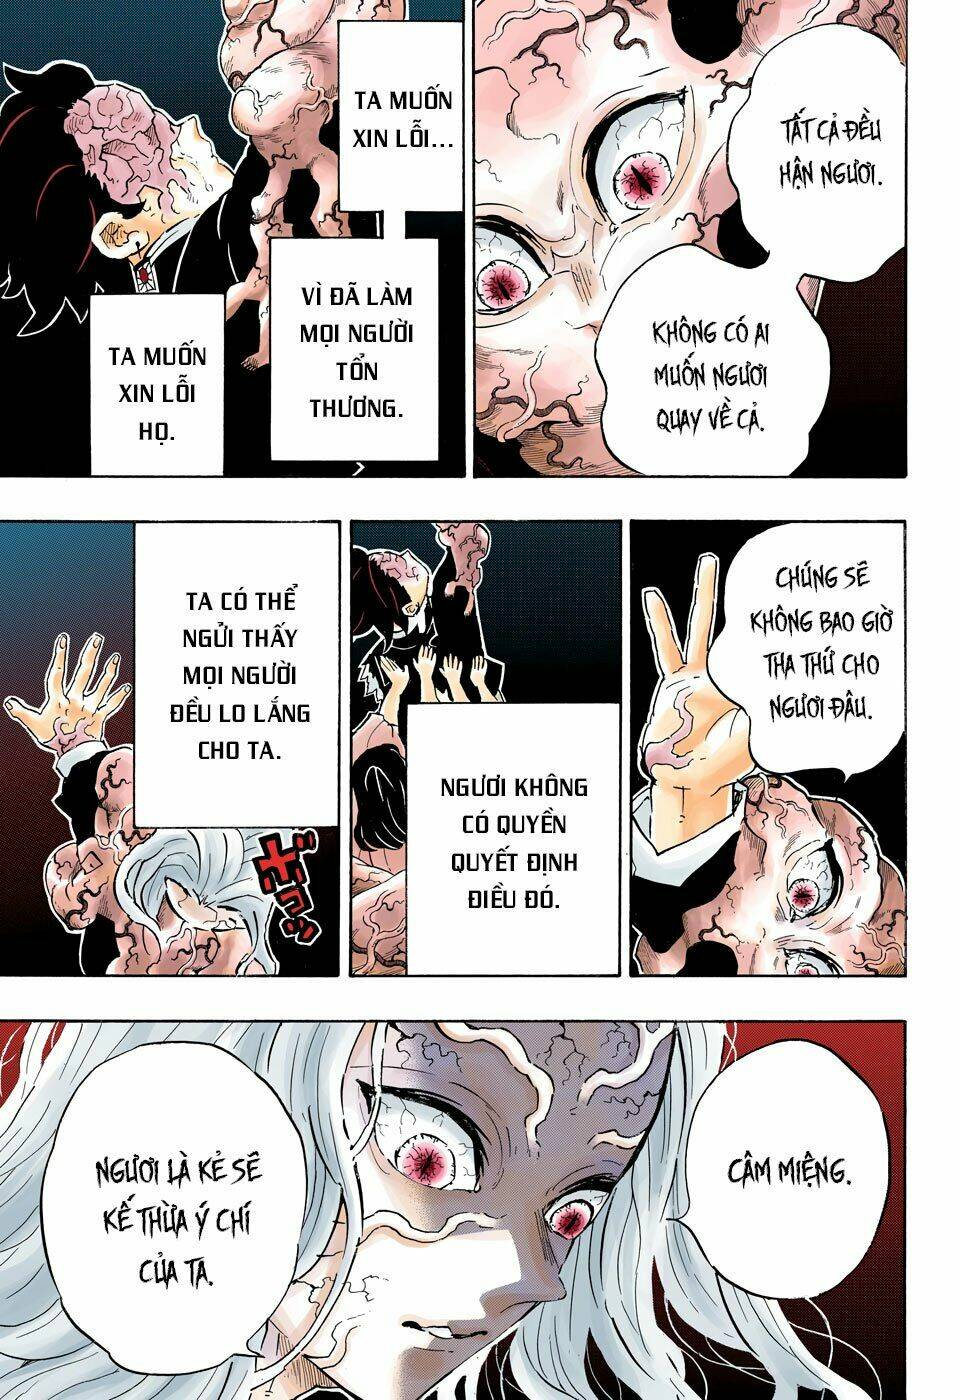 TẤT CẢ ĐỀU
HẬN NGƯƠI.
KHÔNG CÓ AI
MUỐN NGƯƠI
QUAY VỀ CẢ.
TA MUỐN
XIN LỖI...
VÌ ĐÃ LÀM
MỌI NGƯỜI
TỔN
THƯƠNG.
TA MUỐN
XIN LỖI
HỌ.
CHÚNG SẼ
KHÔNG BAO GIỜ
THA THỨ CHO
NGƯƠI ĐÂU.
NGƯƠI KHÔNG
CÓ QUYỀN
QUYẾT ĐỊNH
ĐIỀU ĐÓ.
TA CÓ THỂ
NGỬI THẤY
MỌI NGƯỜI
ĐỀU LO LẮNG
CHO TA.
CÂM MIỆNG.
NGƯƠI LÀ KẺ SẼ
KẾ THỪA Ý CHÍ
CỦA TA.